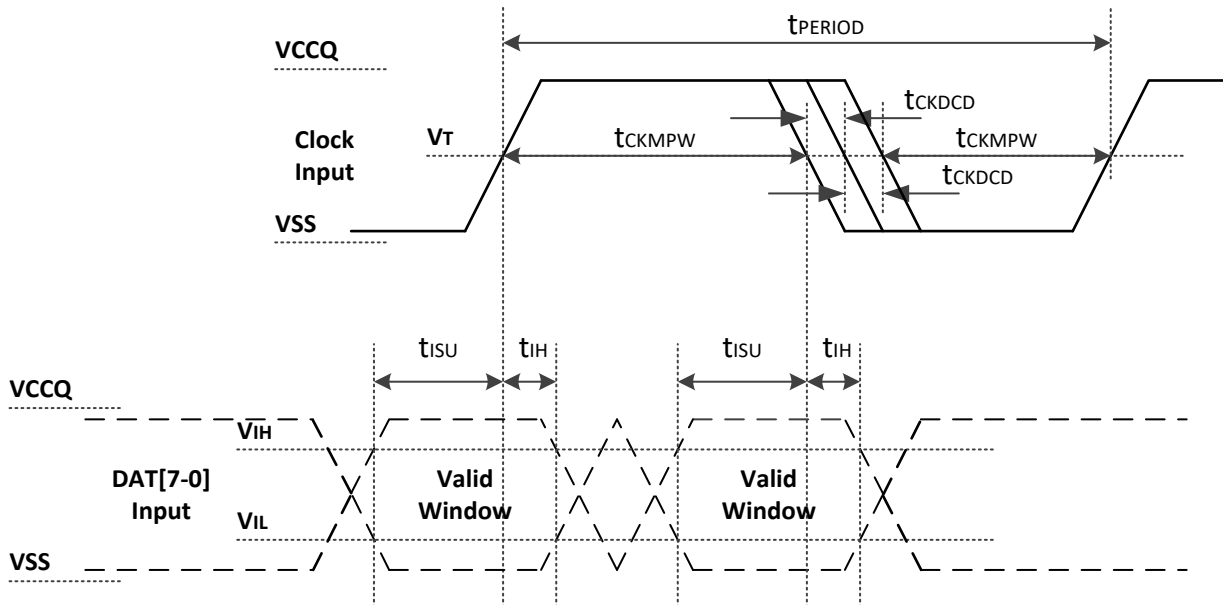 tPERIOD
VCCQ
tCKDCD
Clock
Input
VT
tCKMPW
tCKMPW
tCKDCD
VSS
tISU
tIH
tISU
tIH
VCCQ
VIH
DAT[7-0]
Input
Valid
Window
Valid
Window
VIL
VSS